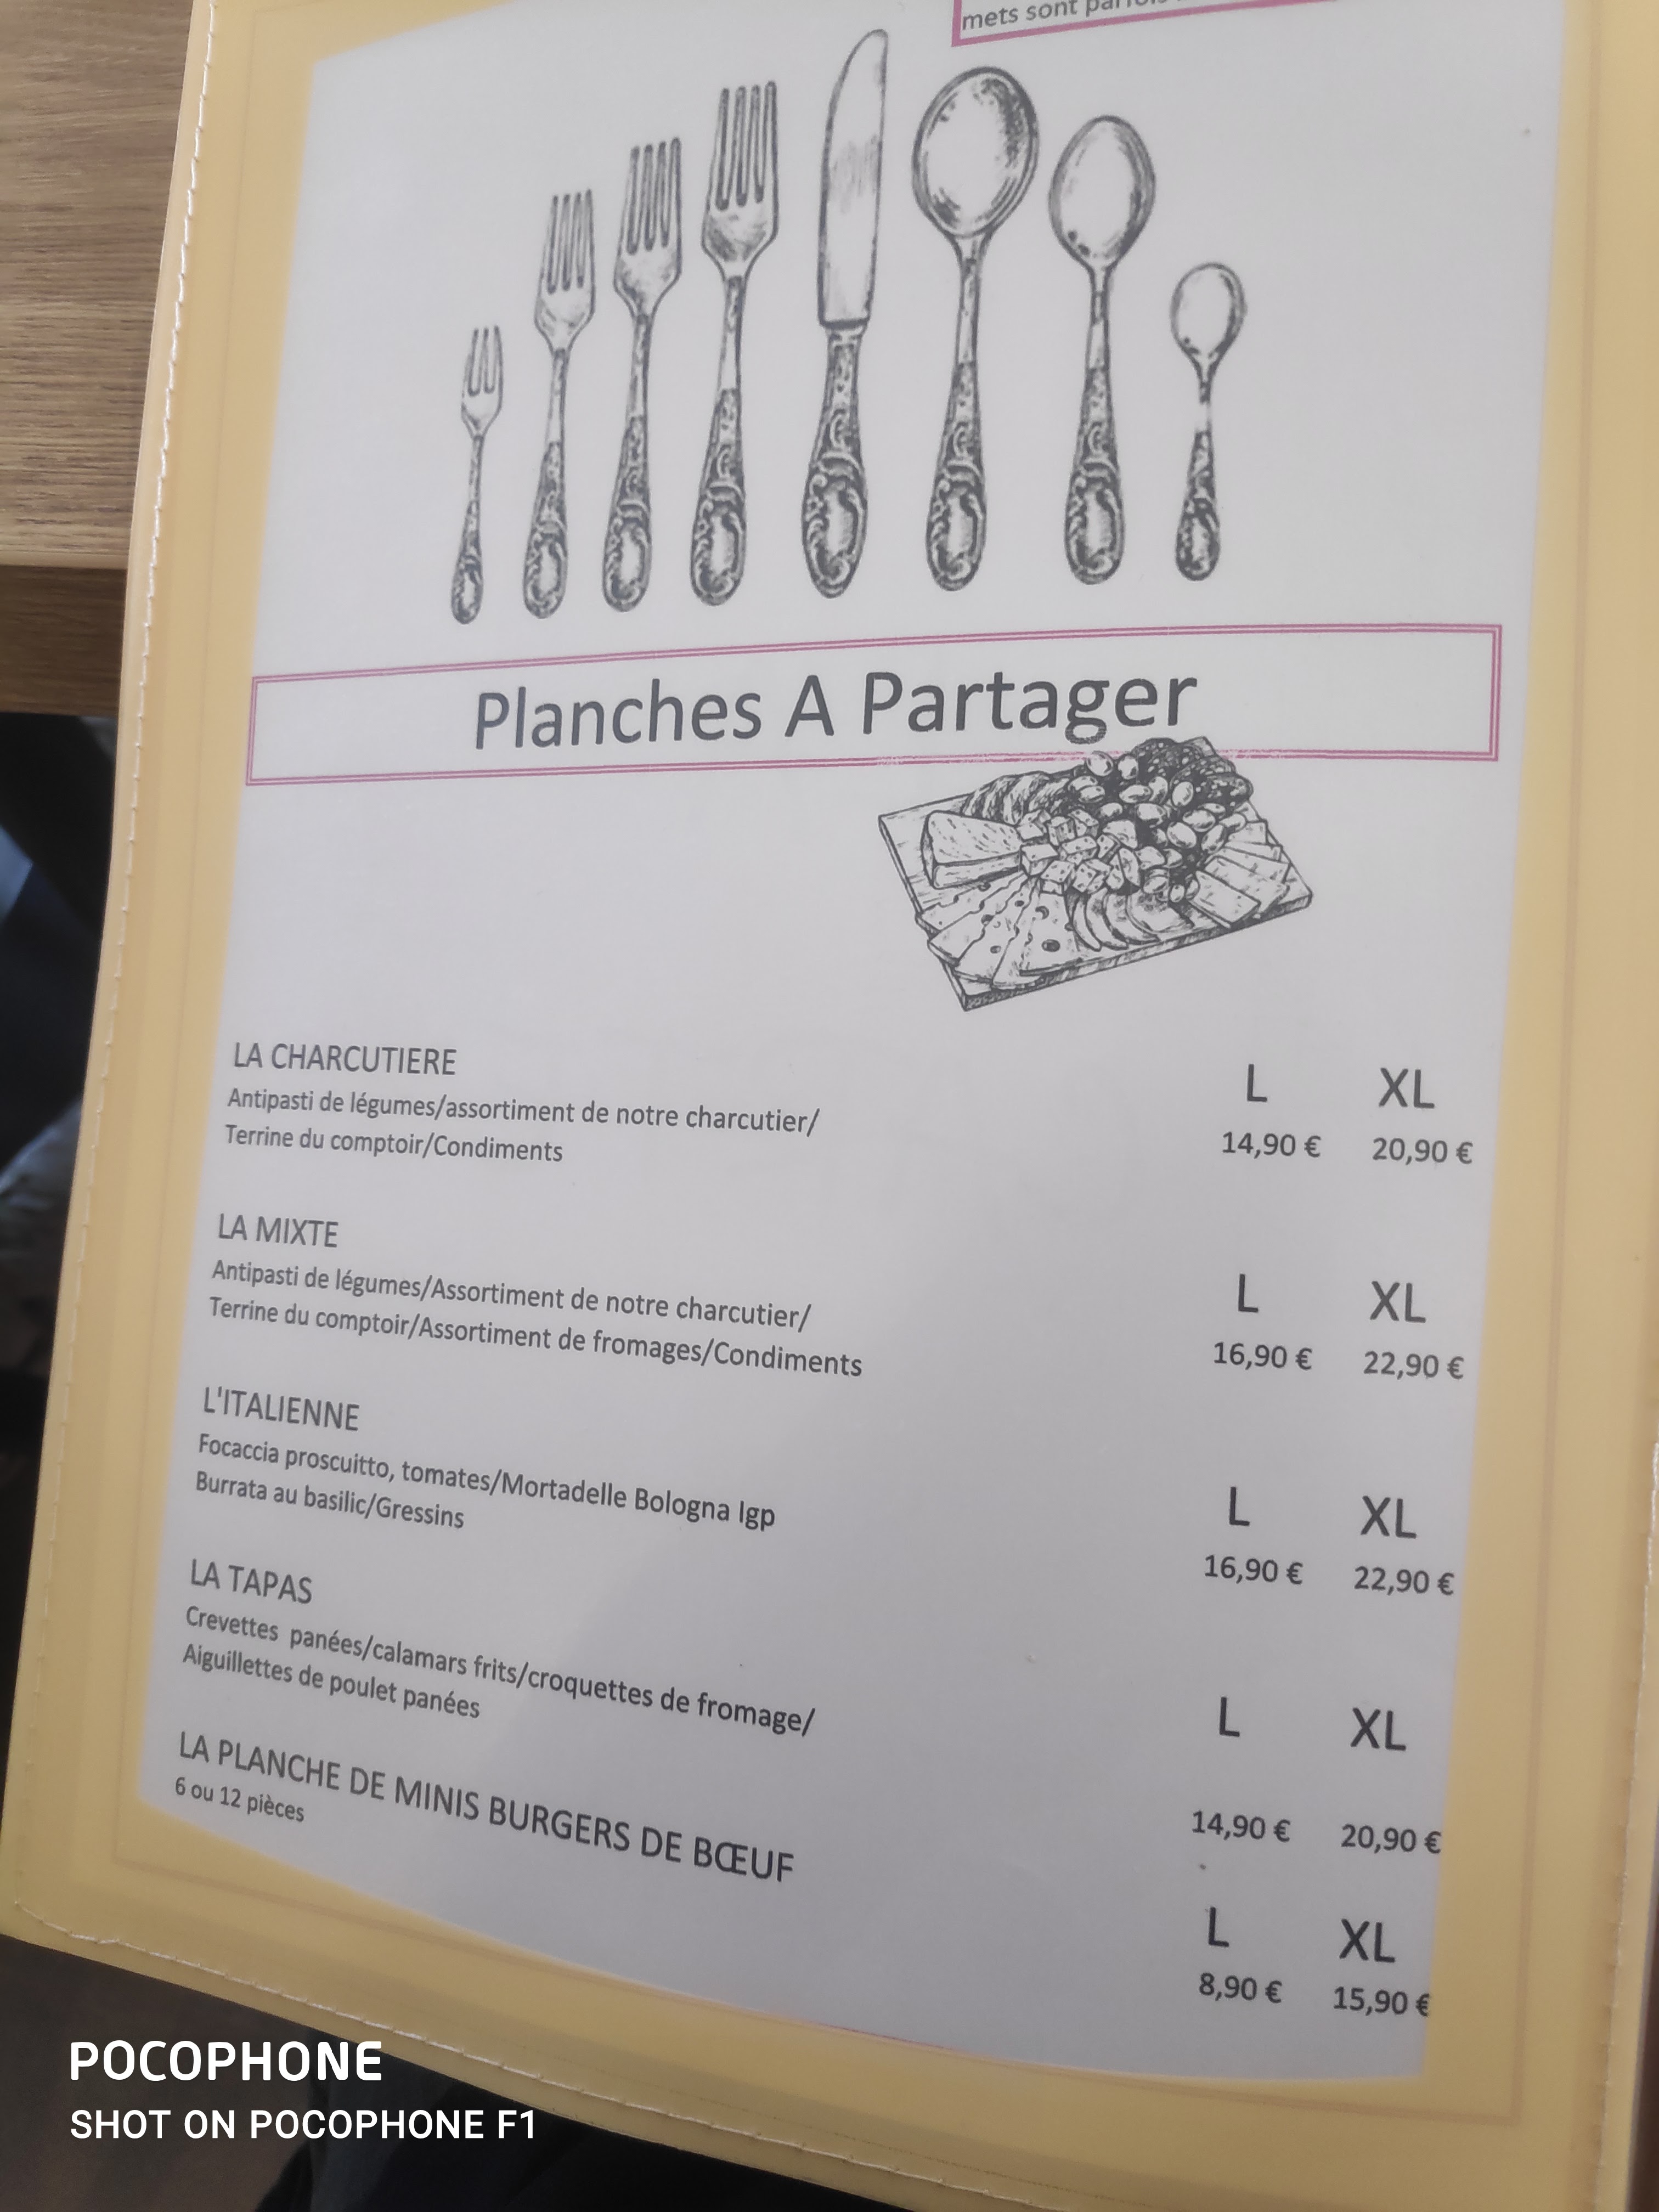 mets sont
Planches A Partager
LA CHARCUTIERE
Antipasti de légumes/assortiment de notre charcutier/
Terrine du comptoir/Condiments
L XL
14,90 € 20,90 €
LA MIXTE
Antipasti de légumes/Assortiment de notre charcutier/
Terrine du comptoir/Assortiment de fromages/Condiments
L XL
16,90 € 22,90 €
L'ITALIENNE
Focaccia proscuitto, tomates/Mortadelle Bologna Igp
Burrata au basilic/Gressins
L XL
16,90 € 22,90 €
LA TAPAS
Crevettes panées/calamars frits/croquettes de fromage/
Aiguillettes de poulet panées
L XL
14,90 € 20,90 €
LA PLANCHE DE MINIS BURGERS DE BŒUF
6 ou 12 pièces
L XL
8,90 € 15,90 €
POCOPHONE
SHOT ON POCOPHONE F1